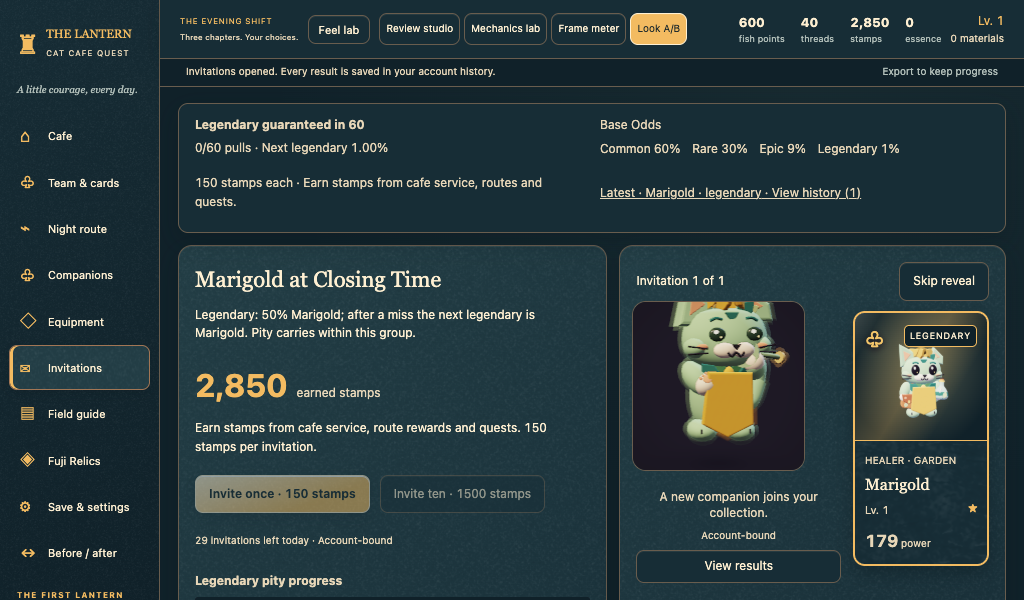 THE LANTERN
CAT CAFE QUEST
A little courage, every day.
Cafe
Team & cards
Night route
Companions
Equipment
Invitations
Field guide
Fuji Relics
Save & settings
Before / after
THE FIRST LANTERN
THE EVENING SHIFT
Three chapters. Your choices.
Feel lab
Review studio
Mechanics lab
Frame meter
Look A/B
600
fish points
40
threads
2,850
stamps
0
essence
Lv. 1
0 materials
Invitations opened. Every result is saved in your account history.
Export to keep progress
Legendary guaranteed in 60
0/60 pulls · Next legendary 1.00%
150 stamps each · Earn stamps from cafe service, routes and
quests.
Base Odds
Common 60% Rare 30% Epic 9% Legendary 1%
Latest · Marigold · legendary · View history (1)
Marigold at Closing Time
Legendary: 50% Marigold; after a miss the next legendary is
Marigold. Pity carries within this group.
2,850 earned stamps
Earn stamps from cafe service, route rewards and quests. 150
stamps per invitation.
Invite once · 150 stamps
Invite ten · 1500 stamps
29 invitations left today · Account-bound
Legendary pity progress
Invitation 1 of 1
Skip reveal
A new companion joins your
collection.
Account-bound
View results
LEGENDARY
HEALER · GARDEN
Marigold
Lv. 1
179 power